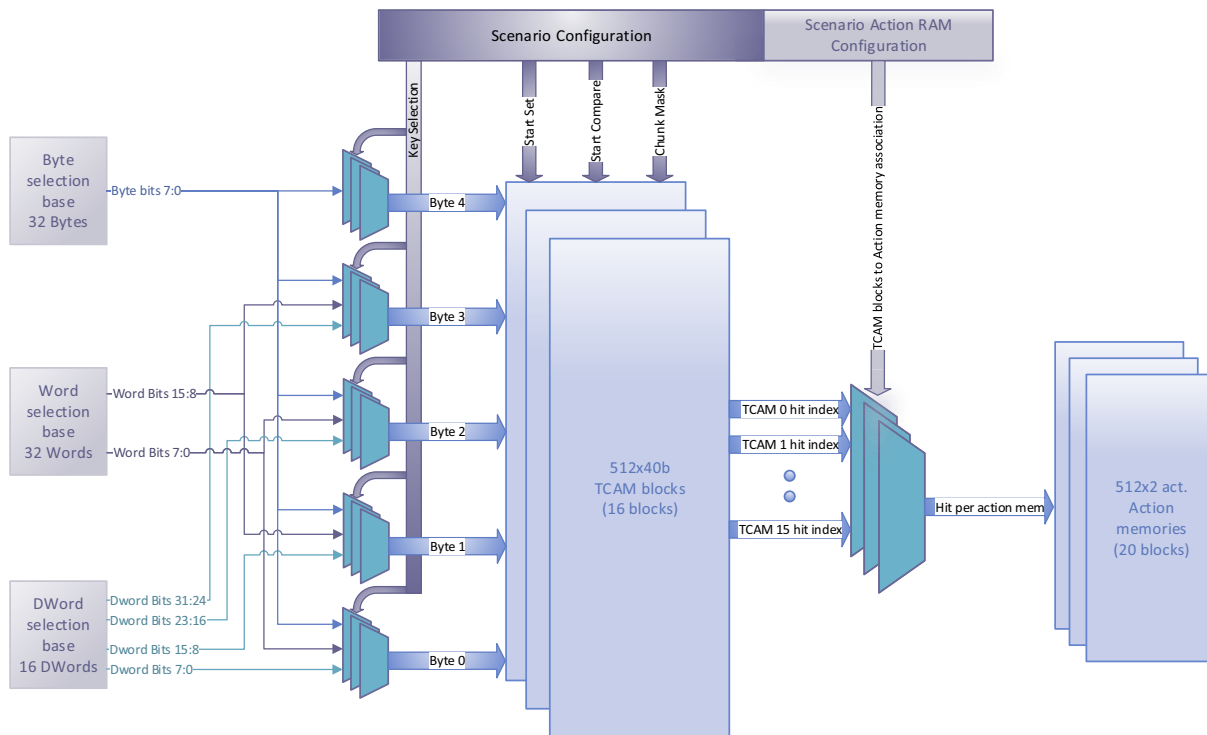 Scenario Configuration
Scenario Action RAM
Configuration
Key Selection
Start Set
Start Compare
Chunk Mask
TCAM blocks to Action memory association
Byte
selection
base
32 Bytes
Byte bits 7:0
Byte 4
Byte 3
Word
selection
base
32 Words
Word Bits 15:8
Word Bits 7:0
Byte 2
Byte 1
DWord
selection
base
16 DWords
Dword Bits 31:24
Dword Bits 23:16
Dword Bits 15:8
Dword Bits 7:0
Byte 0
512x40b
TCAM blocks
(16 blocks)
TCAM 0 hit index
TCAM 1 hit index
TCAM 15 hit index
Hit per action mem
512x2 act.
Action
memories
(20 blocks)